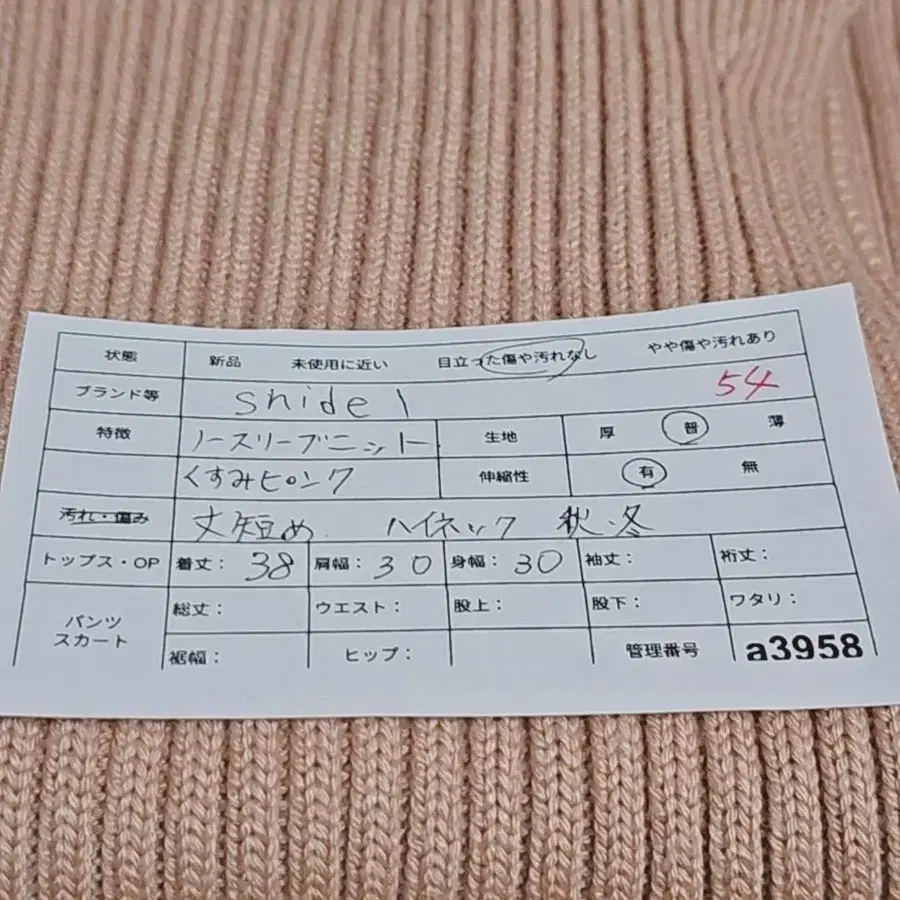 状態 新品 未使用に近い 目立った傷や汚れなし やや傷や汚れあり
ブランド等 snidel 54
特徴 ノースリーブニット 生地 厚 普 薄
くすみピンク 伸縮性 有 無
汚れ・傷み 丈短め ハイネック 秋・冬
トップス・OP 着丈: 38 肩幅: 30 身幅: 30 袖丈: 裄丈:
パンツ スカート 総丈: ウエスト: 股上: 股下: ワタリ:
裾幅: ヒップ: 管理番号 a3958